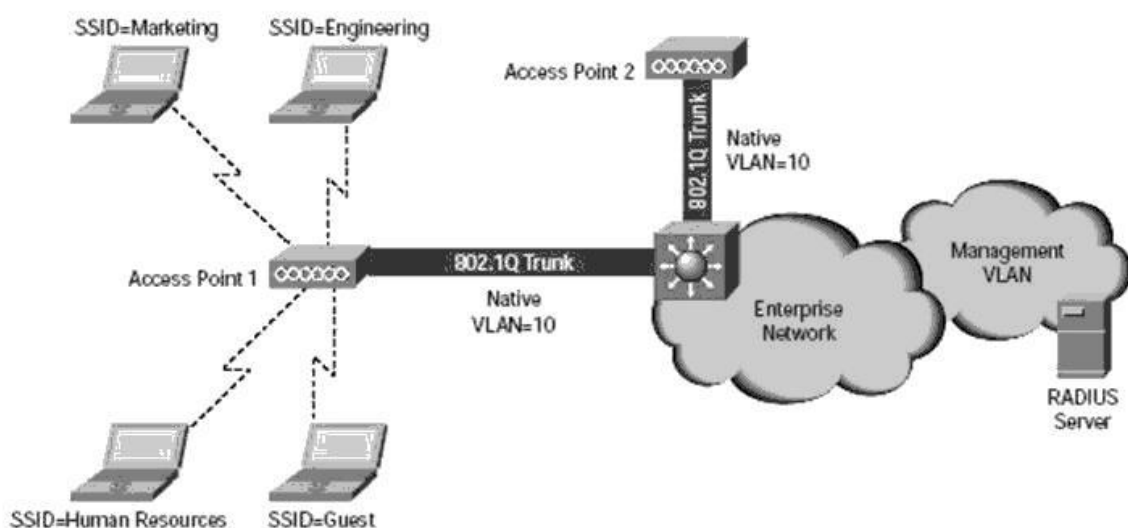 SSID=Marketing
SSID=Engineering
Access Point 2
802.1Q Trunk
Native
VLAN=10
Access Point 1
802.1Q Trunk
Native
VLAN=10
Enterprise
Network
Management
VLAN
RADIUS
Server
SSID=Human Resources
SSID=Guest